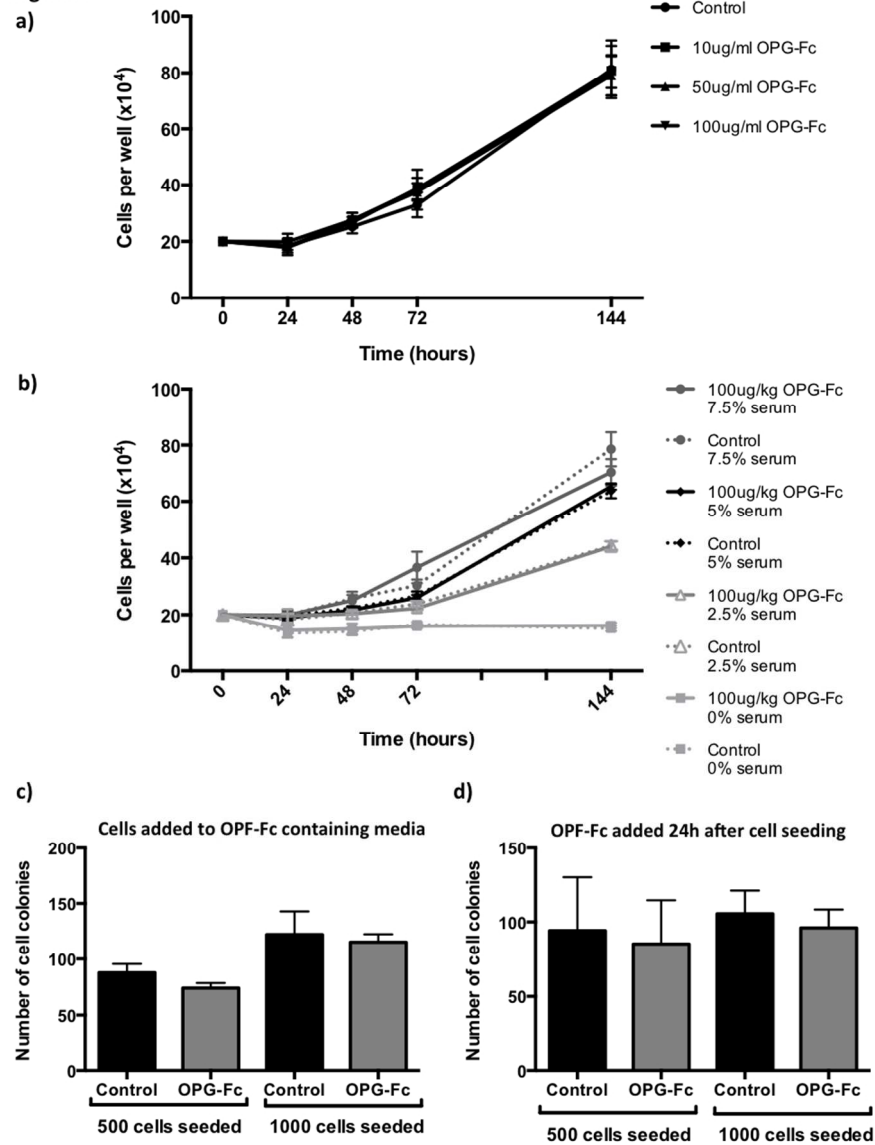 a)
100
80
60
40
20
0
Cells per well (x10⁴)
0 24 48 72 144
Time (hours)
Control
10ug/ml OPG-Fc
50ug/ml OPG-Fc
100ug/ml OPG-Fc
b)
100
80
60
40
20
0
Cells per well (x10⁴)
0 24 48 72 144
Time (hours)
100ug/kg OPG-Fc
7.5% serum
Control
7.5% serum
100ug/kg OPG-Fc
5% serum
Control
5% serum
100ug/kg OPG-Fc
2.5% serum
Control
2.5% serum
100ug/kg OPG-Fc
0% serum
Control
0% serum
c)
Cells added to OPF-Fc containing media
200
150
100
50
0
Number of cell colonies
Control OPG-Fc Control OPG-Fc
500 cells seeded 1000 cells seeded
d)
OPF-Fc added 24h after cell seeding
150
100
50
0
Number of cell colonies
Control OPG-Fc Control OPG-Fc
500 cells seeded 1000 cells seeded